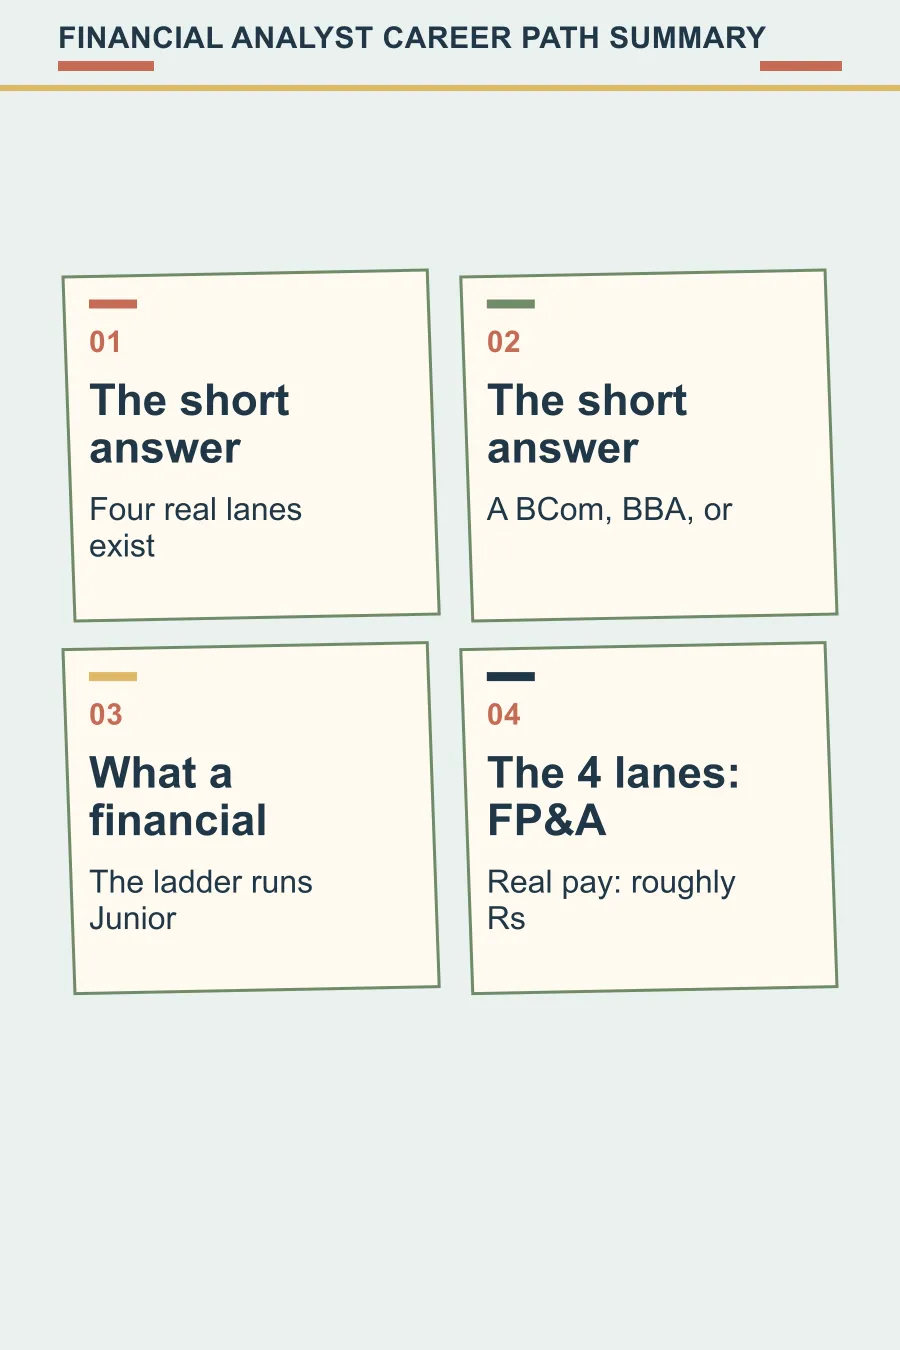 FINANCIAL ANALYST CAREER PATH SUMMARY
01
The short
answer
Four real lanes
exist
02
The short
answer
A BCom, BBA, or
03
What a
financial
The ladder runs
Junior
04
The 4 lanes:
FP&A
Real pay: roughly
Rs